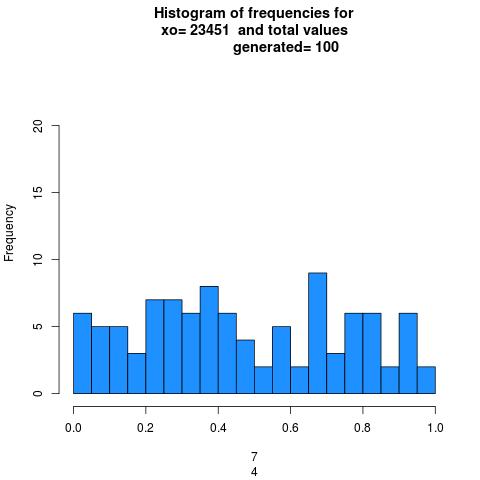 Histogram of frequencies for
xo= 23451 and total values
generated= 100
Frequency
20
15
10
5
0
0.0 0.2 0.4 0.6 0.8 1.0
7
4